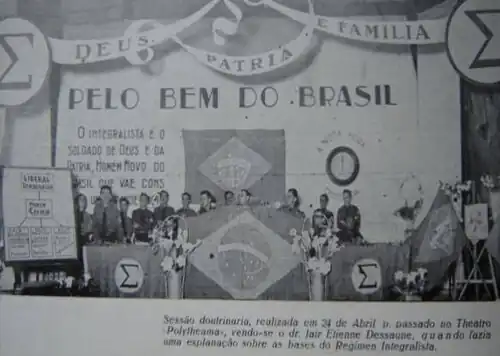 DEUS PATRIA E FAMILIA
Σ
Σ
PELO BEM DO BRASIL
O INTEGRALISTA É O
SOLDADO DE DEUS E DA
PATRIA, HOMEM NOVO DO
BRASIL QUE VAE CONS
LIBERAL
Σ
Σ
Sessão doutrinaria, realizada em 24 de Abril p. passado no Theatro
«Polytheama», vendo-se o dr. Jair Etienne Dessaune, quando fazia
uma explanação sobre as bases do Regimen Integralista.